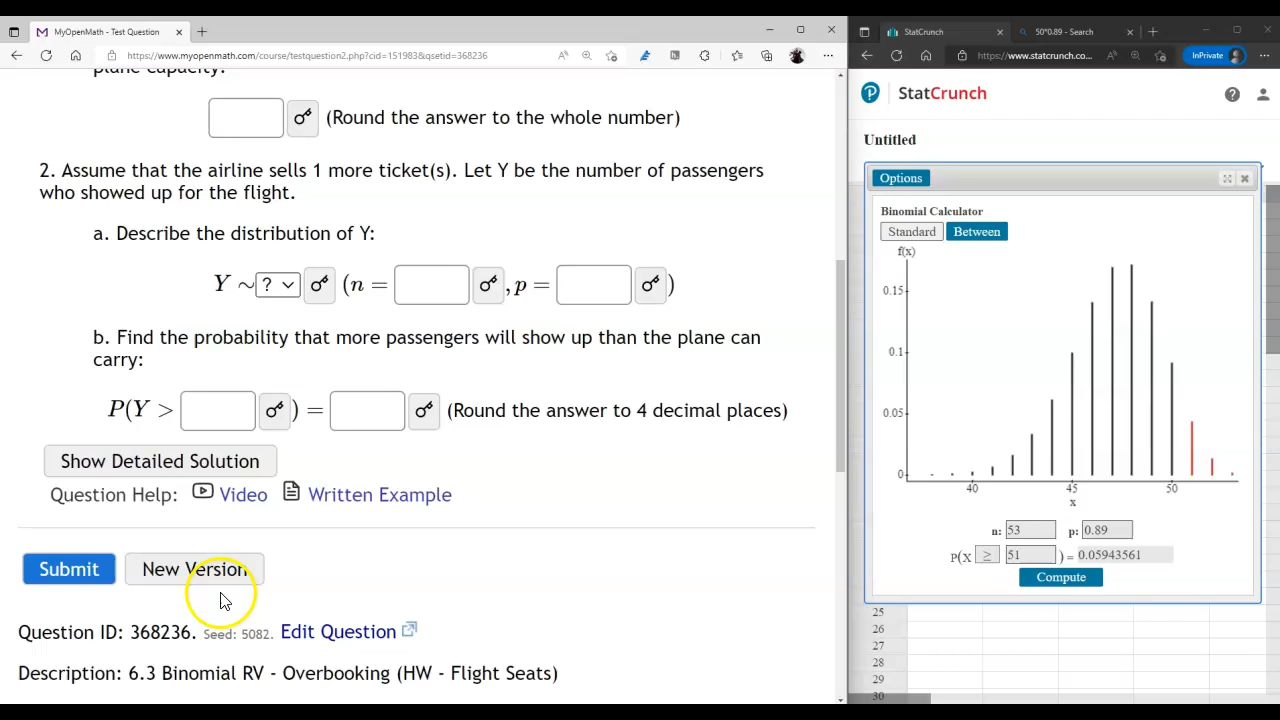 MyOpenMath - Test Question
https://www.myopenmath.com/course/testquestion2.php?cid=151983&qsetid=368236
plane capacity:
(Round the answer to the whole number)
2. Assume that the airline sells 1 more ticket(s). Let Y be the number of passengers
who showed up for the flight.
a. Describe the distribution of Y:
Y ~ ? (n = , p = )
b. Find the probability that more passengers will show up than the plane can
carry:
P(Y > ) = (Round the answer to 4 decimal places)
Show Detailed Solution
Question Help: Video Written Example
Submit New Version
Question ID: 368236. Seed: 5082. Edit Question
Description: 6.3 Binomial RV - Overbooking (HW - Flight Seats)
StatCrunch
50*0.89 - Search
https://www.statcrunch.co...
InPrivate
StatCrunch
Untitled
Options
Binomial Calculator
Standard Between
f(x)
0.15
0.1
0.05
0
40 45 50
x
n: 53 p: 0.89
P(X ≥ 51 ) = 0.05943561
Compute
25
26
27
28
29
30